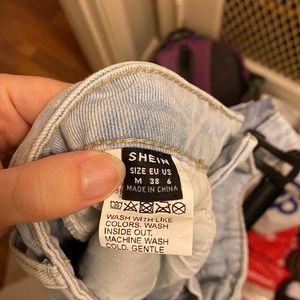 SHEIN
SIZE EU US
M 38 6
MADE IN CHINA
WASH WITH LIKE
COLORS. WASH
INSIDE OUT.
MACHINE WASH
COLD. GENTLE